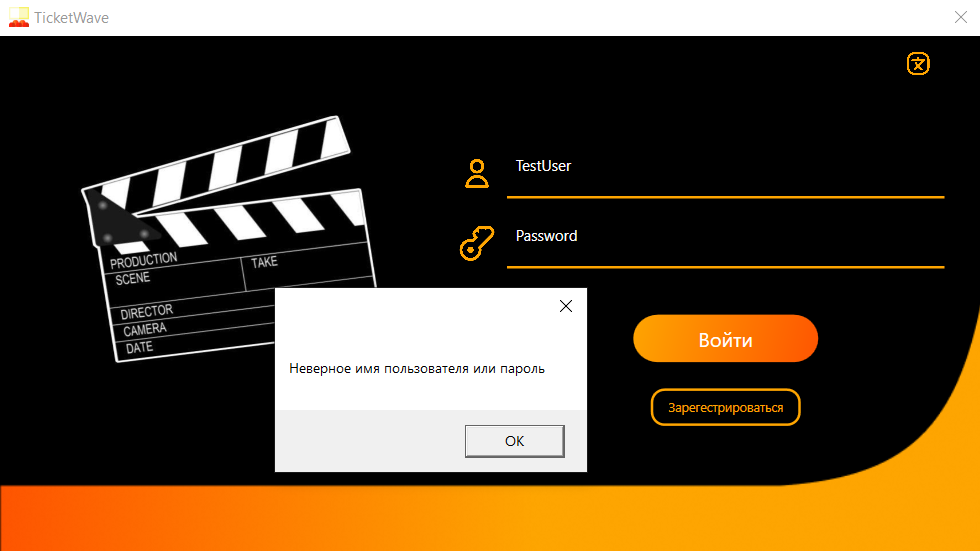 TicketWave
TestUser
Password
PRODUCTION
SCENE
TAKE
DIRECTOR
CAMERA
DATE
Войти
Зарегестрироваться
Неверное имя пользователя или пароль
OK